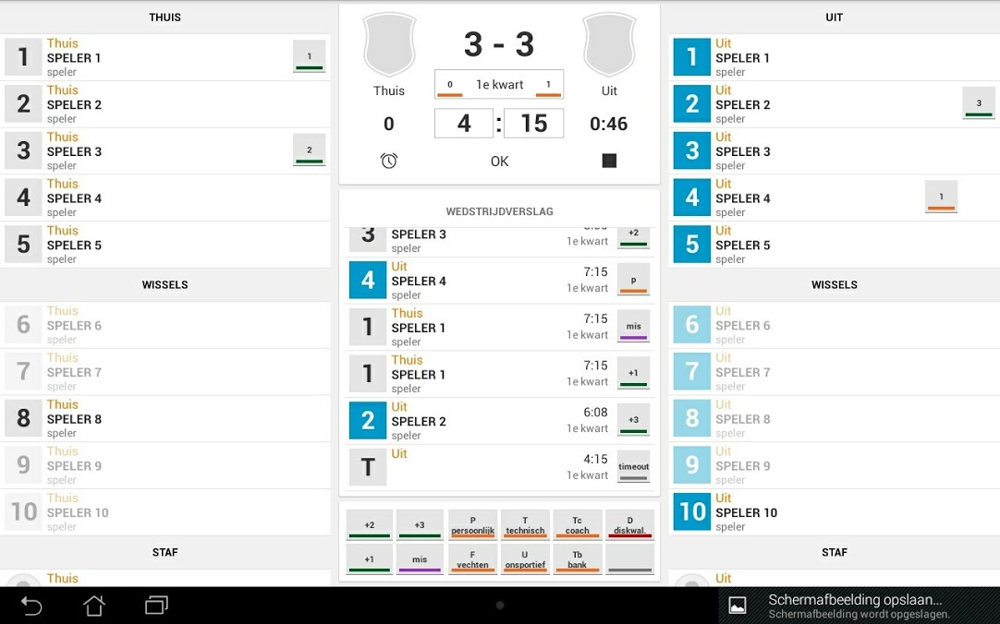 THUIS
1
Thuis
SPELER 1
speler
1
2
Thuis
SPELER 2
speler
3
Thuis
SPELER 3
speler
2
4
Thuis
SPELER 4
speler
5
Thuis
SPELER 5
speler
WISSELS
6
Thuis
SPELER 6
speler
7
Thuis
SPELER 7
speler
8
Thuis
SPELER 8
speler
9
Thuis
SPELER 9
speler
10
Thuis
SPELER 10
speler
STAF
Thuis
3 - 3
Thuis
0 1e kwart 1
Uit
0
4 : 15
0:46
OK
WEDSTRIJDVERSLAG
3
SPELER 3
speler
1e kwart
+2
4
Uit
SPELER 4
speler
7:15
1e kwart
p
1
Thuis
SPELER 1
speler
7:15
1e kwart
mis
1
Thuis
SPELER 1
speler
7:15
1e kwart
+1
2
Uit
SPELER 2
speler
6:08
1e kwart
+3
T
Uit
4:15
1e kwart
timeout
+2
+3
P
persoonlijk
T
technisch
Tc
coach
D
diskwal.
+1
mis
F
vechten
U
onsportief
Tb
bank
UIT
1
Uit
SPELER 1
speler
2
Uit
SPELER 2
speler
3
3
Uit
SPELER 3
speler
4
Uit
SPELER 4
speler
1
5
Uit
SPELER 5
speler
WISSELS
6
Uit
SPELER 6
speler
7
Uit
SPELER 7
speler
8
Uit
SPELER 8
speler
9
Uit
SPELER 9
speler
10
Uit
SPELER 10
speler
STAF
Uit
Schermafbeelding opslaan...
Schermafbeelding wordt opgeslagen.